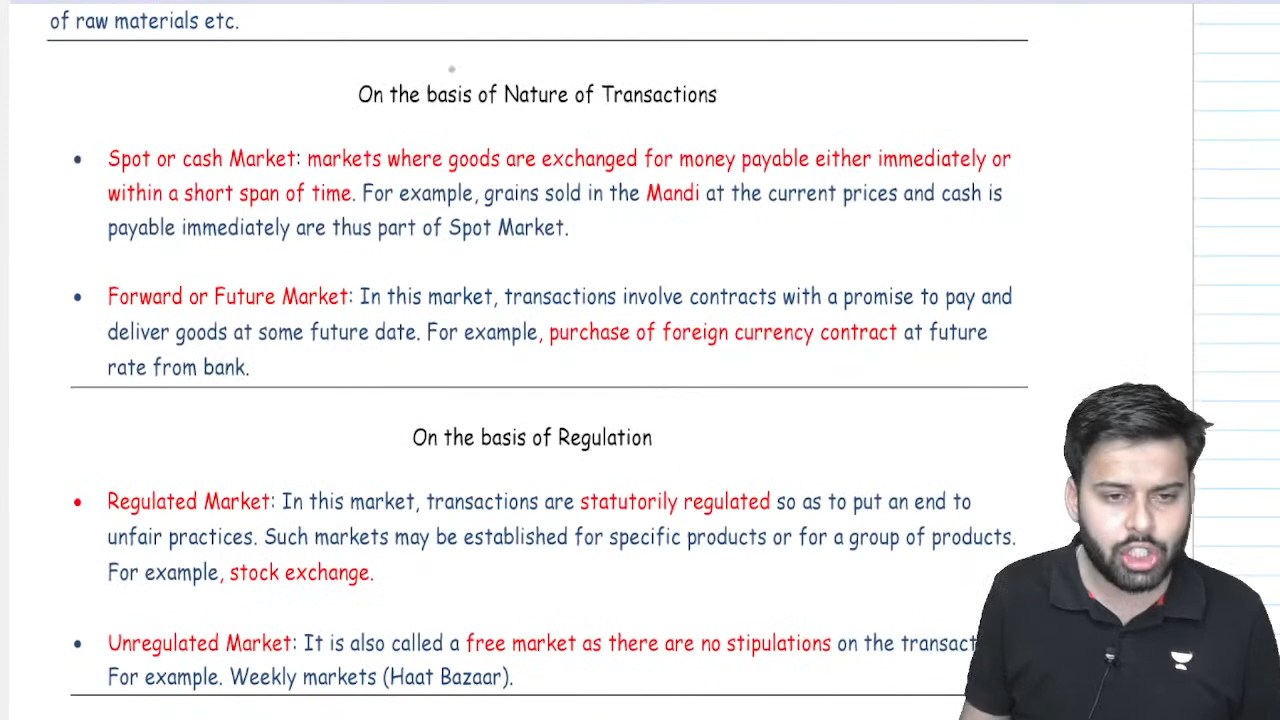 of raw materials etc.
On the basis of Nature of Transactions
• Spot or cash Market: markets where goods are exchanged for money payable either immediately or
within a short span of time. For example, grains sold in the Mandi at the current prices and cash is
payable immediately are thus part of Spot Market.
• Forward or Future Market: In this market, transactions involve contracts with a promise to pay and
deliver goods at some future date. For example, purchase of foreign currency contract at future
rate from bank.
On the basis of Regulation
• Regulated Market: In this market, transactions are statutorily regulated so as to put an end to
unfair practices. Such markets may be established for specific products or for a group of products.
For example, stock exchange.
• Unregulated Market: It is also called a free market as there are no stipulations on the
For example. Weekly markets (Haat Bazaar).